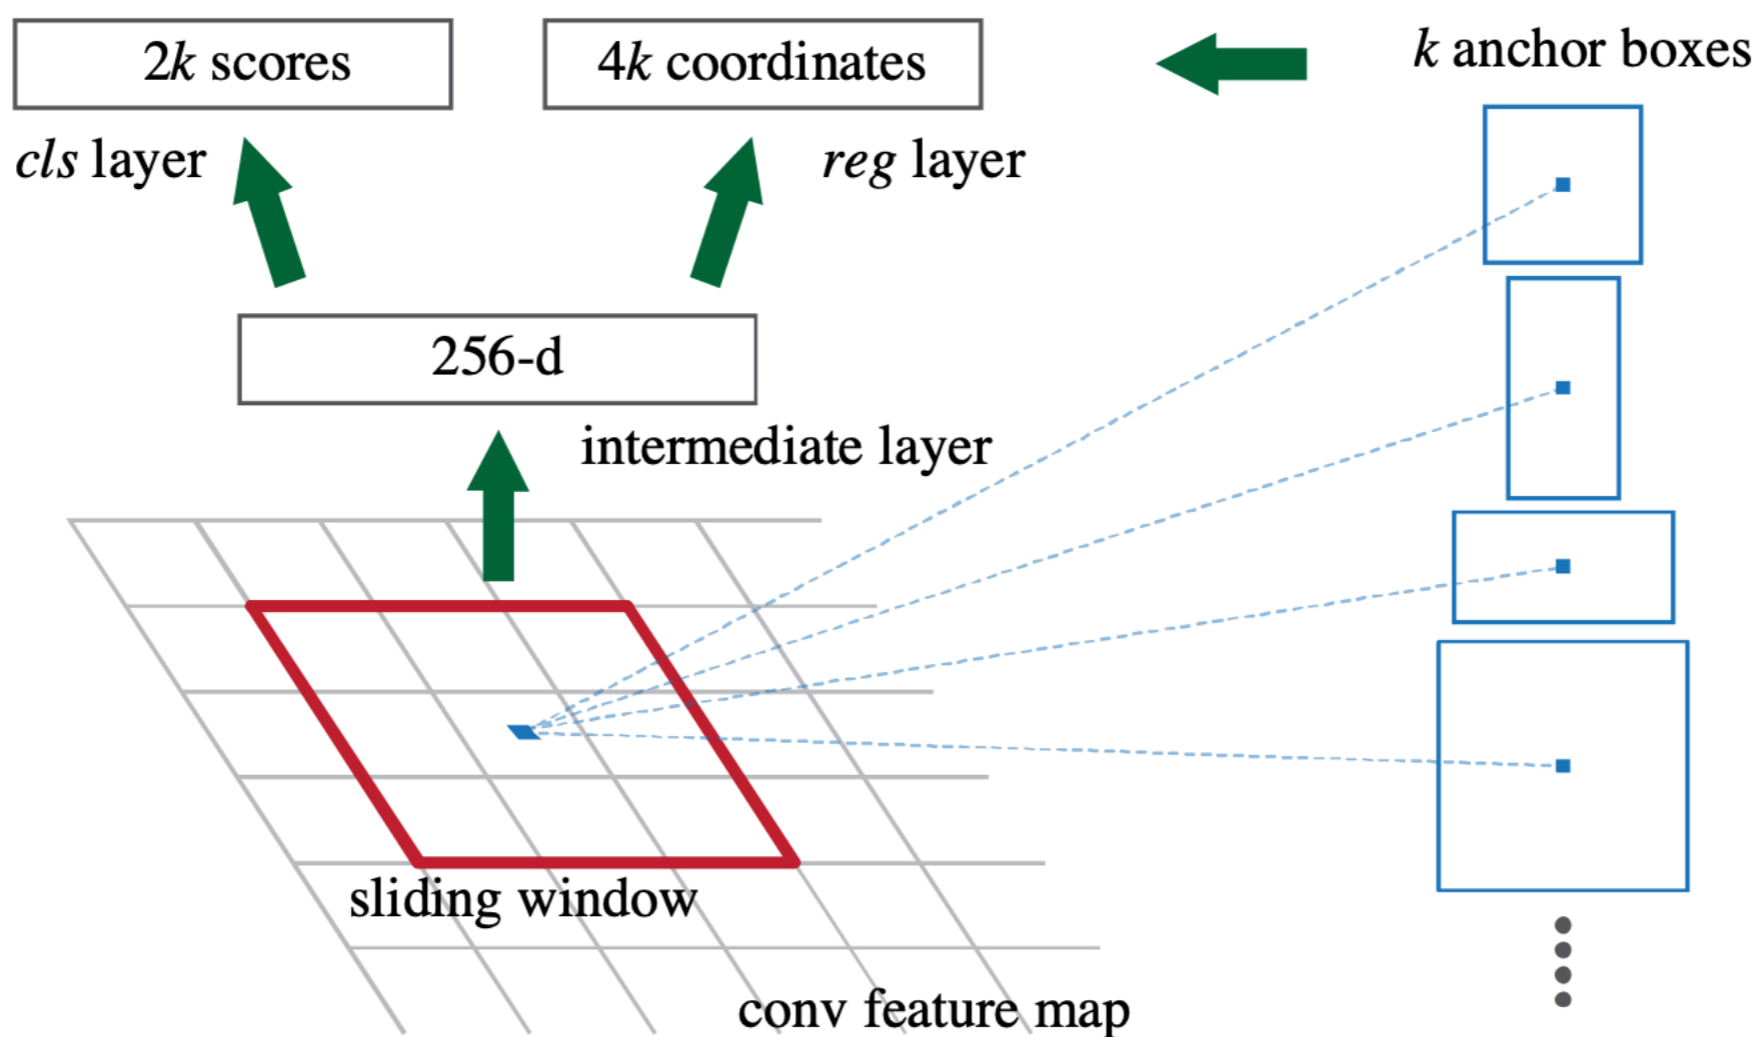 2k scores
4k coordinates
k anchor boxes
cls layer
reg layer
256-d
intermediate layer
sliding window
conv feature map